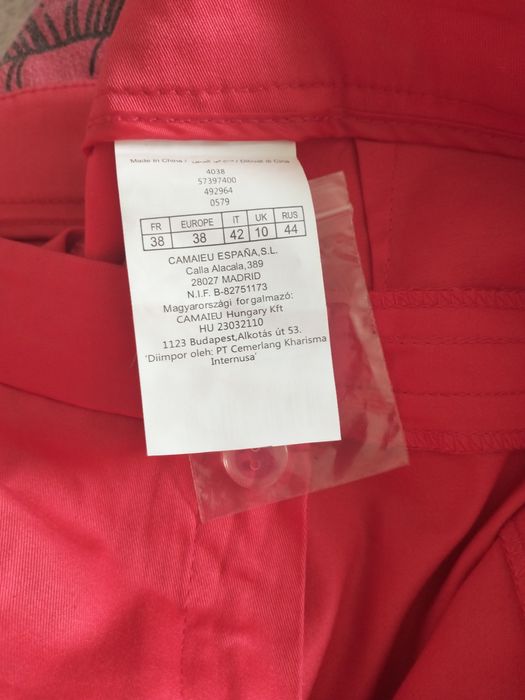 Made in China /
4038
57397400
492964
0579
FR EUROPE IT UK RUS
38 38 42 10 44
CAMAIEU ESPAÑA,S.L.
Calla Alacala,389
28027 MADRID
N.I.F. B-82751173
Magyarországi forgalmazó:
CAMAIEU Hungary Kft
HU 23032110
1123 Budapest,Alkotás út 53.
'Diimpor oleh: PT Cemerlang Kharisma
Internusa'